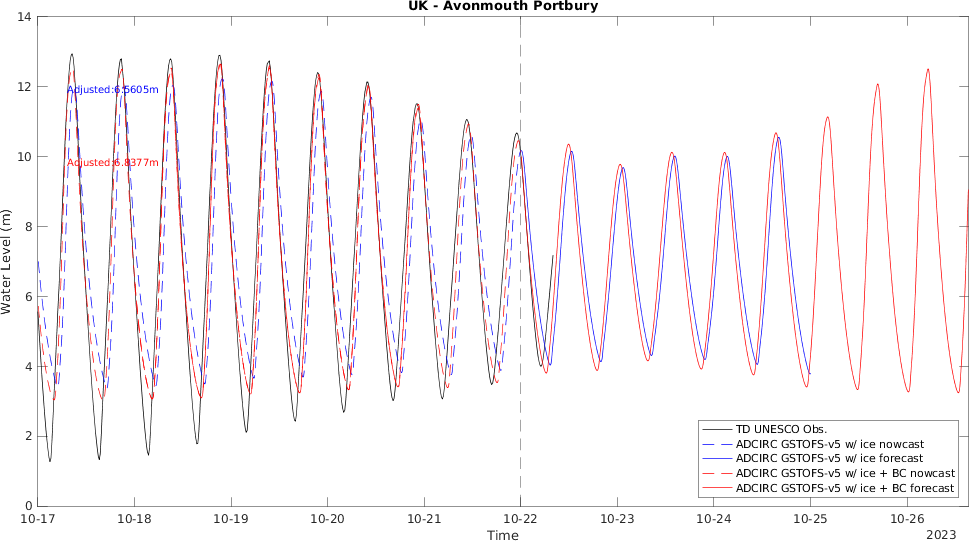 UK - Avonmouth Portbury
14
12
10
8
6
4
2
0
Water Level (m)
Adjusted:6.5605m
Adjusted:6.8377m
TD UNESCO Obs.
ADCIRC GSTOFS-v5 w/ ice nowcast
ADCIRC GSTOFS-v5 w/ ice forecast
ADCIRC GSTOFS-v5 w/ ice + BC nowcast
ADCIRC GSTOFS-v5 w/ ice + BC forecast
10-17 10-18 10-19 10-20 10-21 10-22 10-23 10-24 10-25 10-26
Time
2023